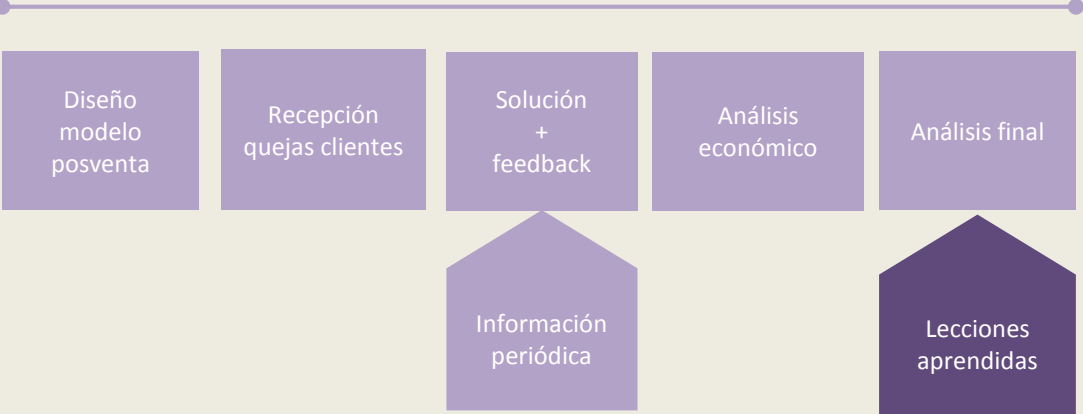 Diseño
modelo
posventa
Recepción
quejas clientes
Solución
+
feedback
Análisis
económico
Análisis final
Información
periódica
Lecciones
aprendidas